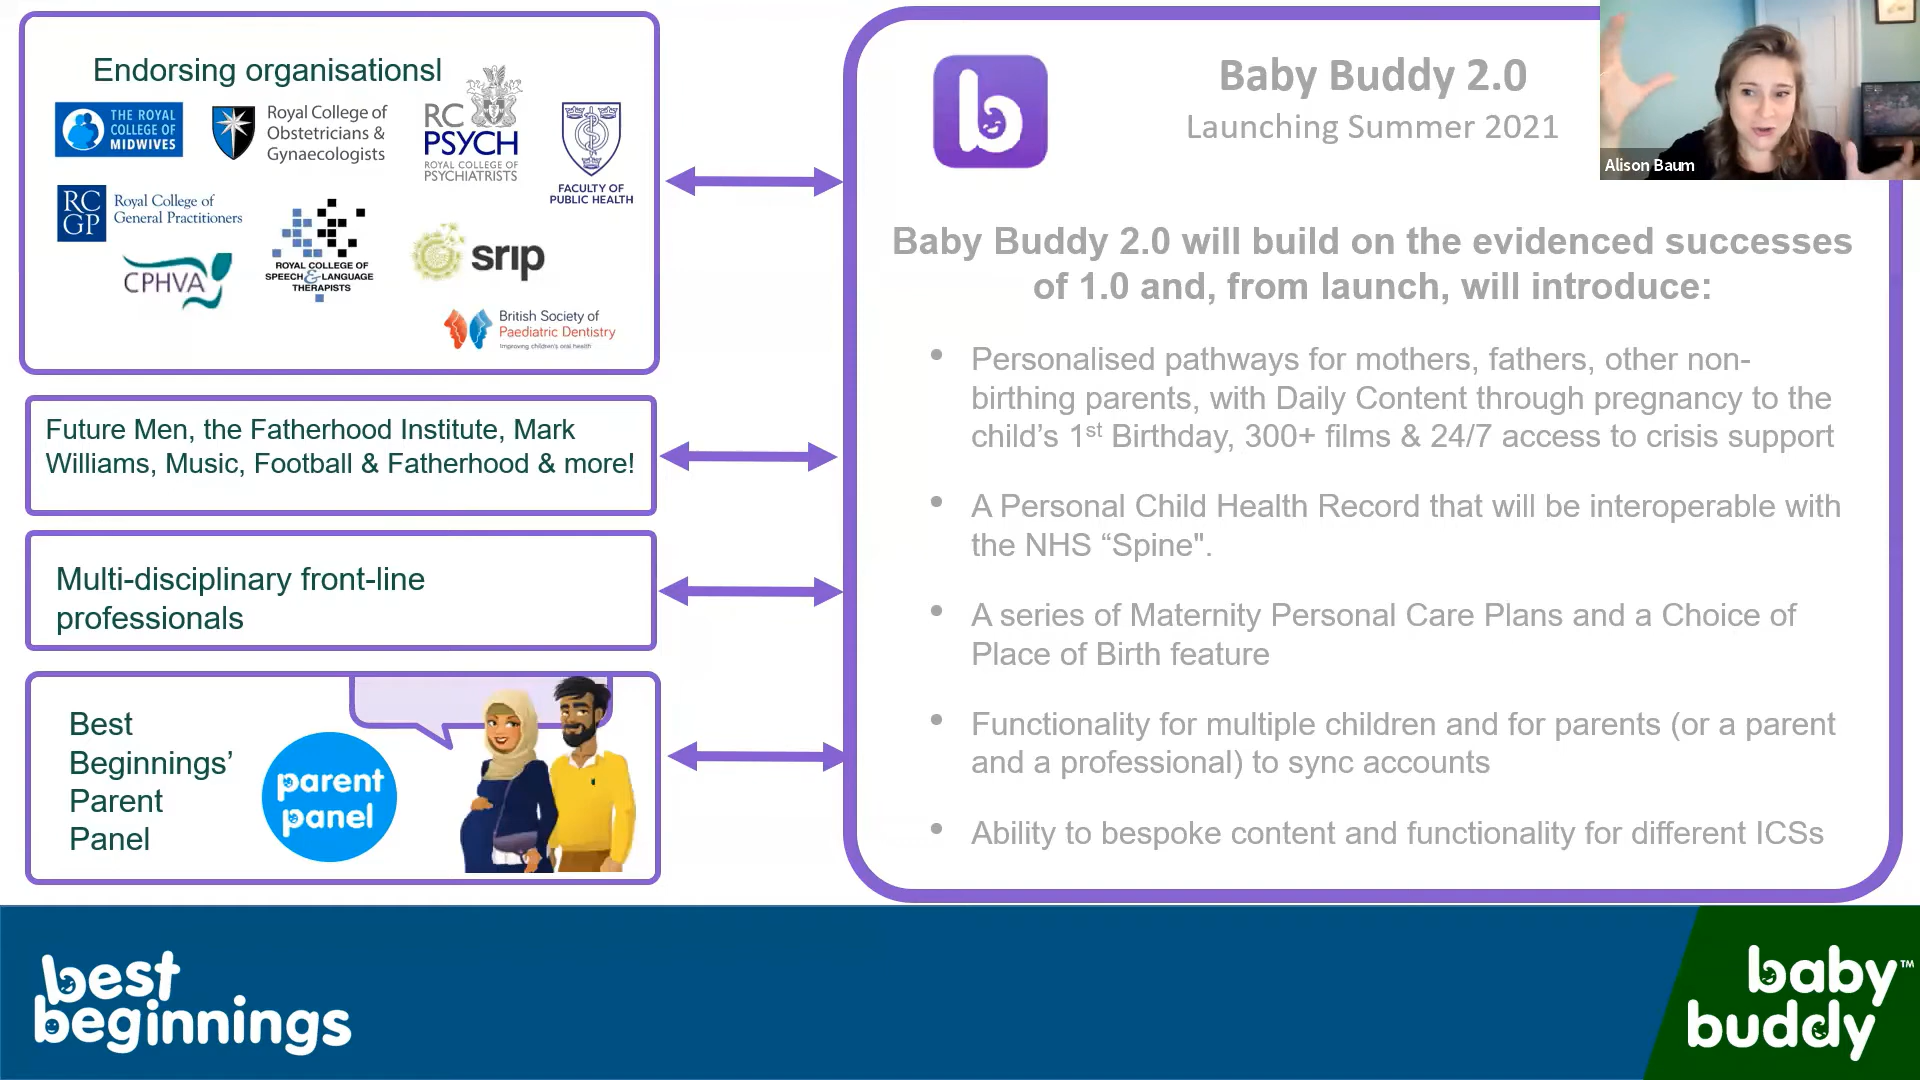 Endorsing organisationsl
THE ROYAL
COLLEGE OF
MIDWIVES
Royal College of
Obstetricians &
Gynaecologists
RC
PSYCH
ROYAL COLLEGE OF
PSYCHIATRISTS
FACULTY OF
PUBLIC HEALTH
RC
GP
Royal College of
General Practitioners
CPHVA
ROYAL COLLEGE OF
SPEECH & LANGUAGE
THERAPISTS
srip
British Society of
Paediatric Dentistry
Improving children's oral health
Future Men, the Fatherhood Institute, Mark
Williams, Music, Football & Fatherhood & more!
Multi-disciplinary front-line
professionals
Best
Beginnings’
Parent
Panel
parent
panel
b
Baby Buddy 2.0
Launching Summer 2021
Alison Baum
Baby Buddy 2.0 will build on the evidenced successes
of 1.0 and, from launch, will introduce:
• Personalised pathways for mothers, fathers, other non-
birthing parents, with Daily Content through pregnancy to the
child’s 1st Birthday, 300+ films & 24/7 access to crisis support
• A Personal Child Health Record that will be interoperable with
the NHS “Spine".
• A series of Maternity Personal Care Plans and a Choice of
Place of Birth feature
• Functionality for multiple children and for parents (or a parent
and a professional) to sync accounts
• Ability to bespoke content and functionality for different ICSs
best
beginnings
baby™
buddy